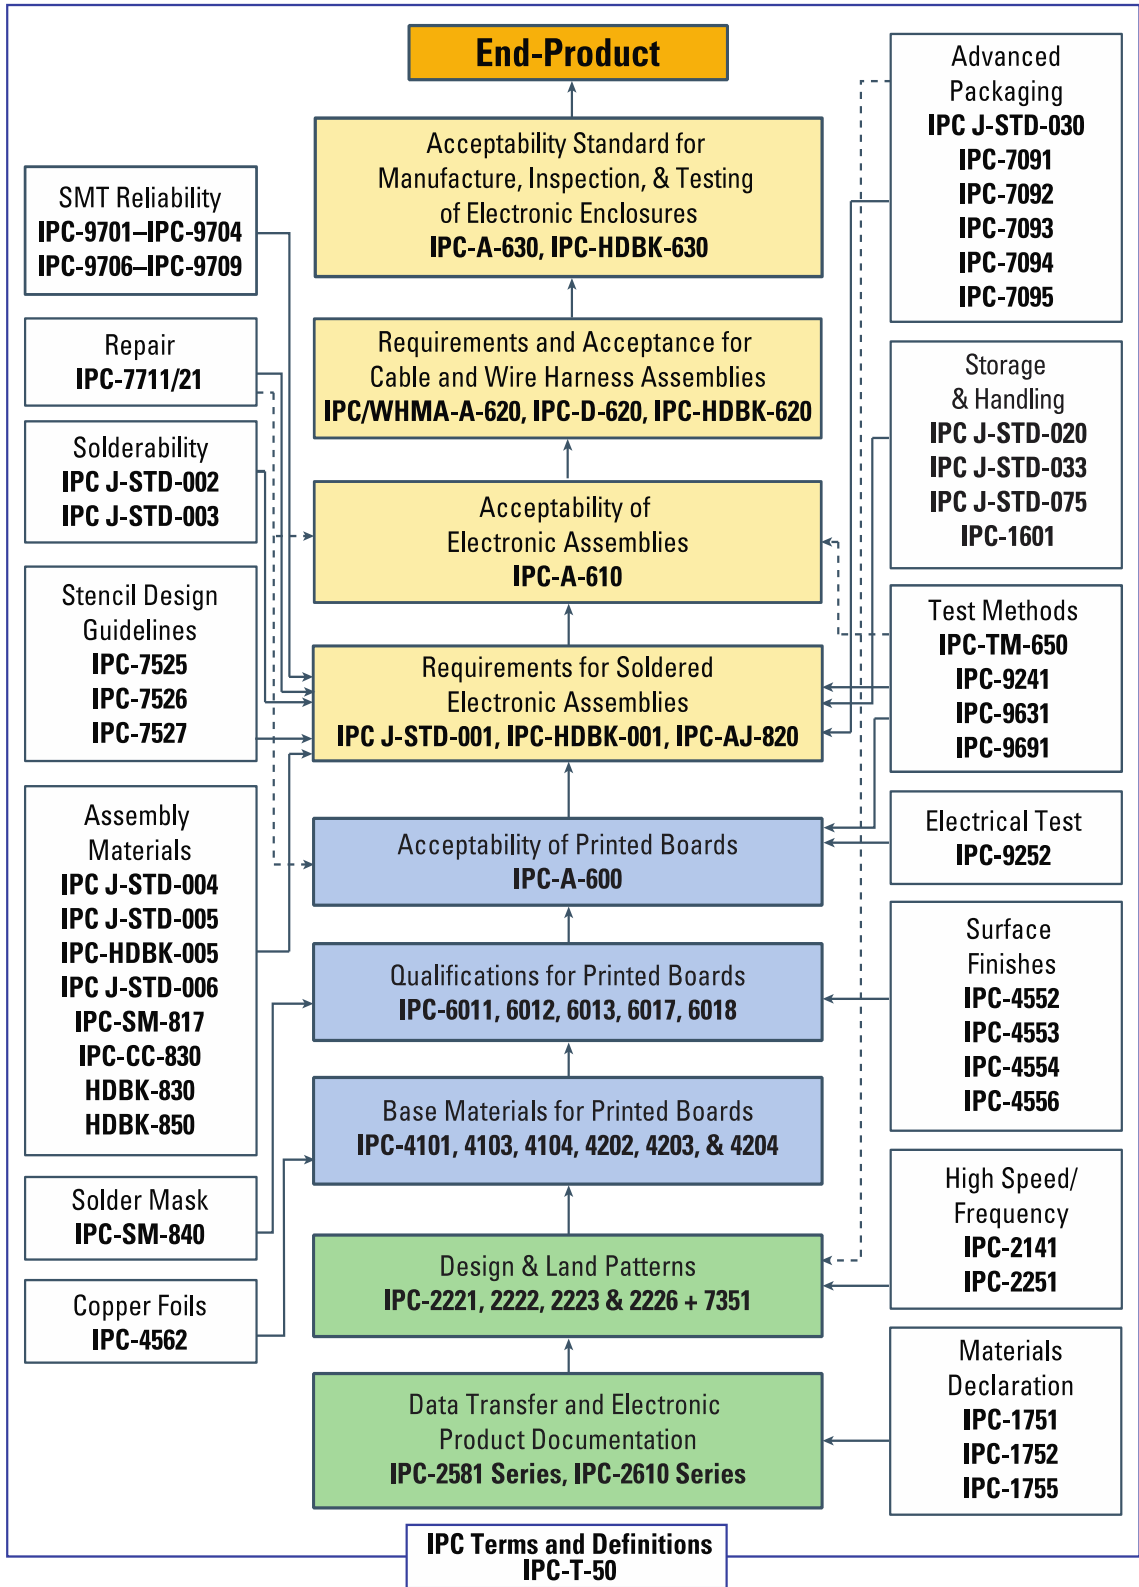 End-Product
Acceptability Standard for
Manufacture, Inspection, & Testing
of Electronic Enclosures
IPC-A-630, IPC-HDBK-630
Requirements and Acceptance for
Cable and Wire Harness Assemblies
IPC/WHMA-A-620, IPC-D-620, IPC-HDBK-620
Acceptability of
Electronic Assemblies
IPC-A-610
Requirements for Soldered
Electronic Assemblies
IPC J-STD-001, IPC-HDBK-001, IPC-AJ-820
Acceptability of Printed Boards
IPC-A-600
Qualifications for Printed Boards
IPC-6011, 6012, 6013, 6017, 6018
Base Materials for Printed Boards
IPC-4101, 4103, 4104, 4202, 4203, & 4204
Design & Land Patterns
IPC-2221, 2222, 2223 & 2226 + 7351
Data Transfer and Electronic
Product Documentation
IPC-2581 Series, IPC-2610 Series
SMT Reliability
IPC-9701–IPC-9704
IPC-9706–IPC-9709
Repair
IPC-7711/21
Solderability
IPC J-STD-002
IPC J-STD-003
Stencil Design
Guidelines
IPC-7525
IPC-7526
IPC-7527
Assembly
Materials
IPC J-STD-004
IPC J-STD-005
IPC-HDBK-005
IPC J-STD-006
IPC-SM-817
IPC-CC-830
HDBK-830
HDBK-850
Solder Mask
IPC-SM-840
Copper Foils
IPC-4562
Advanced
Packaging
IPC J-STD-030
IPC-7091
IPC-7092
IPC-7093
IPC-7094
IPC-7095
Storage
& Handling
IPC J-STD-020
IPC J-STD-033
IPC J-STD-075
IPC-1601
Test Methods
IPC-TM-650
IPC-9241
IPC-9631
IPC-9691
Electrical Test
IPC-9252
Surface
Finishes
IPC-4552
IPC-4553
IPC-4554
IPC-4556
High Speed/
Frequency
IPC-2141
IPC-2251
Materials
Declaration
IPC-1751
IPC-1752
IPC-1755
IPC Terms and Definitions
IPC-T-50